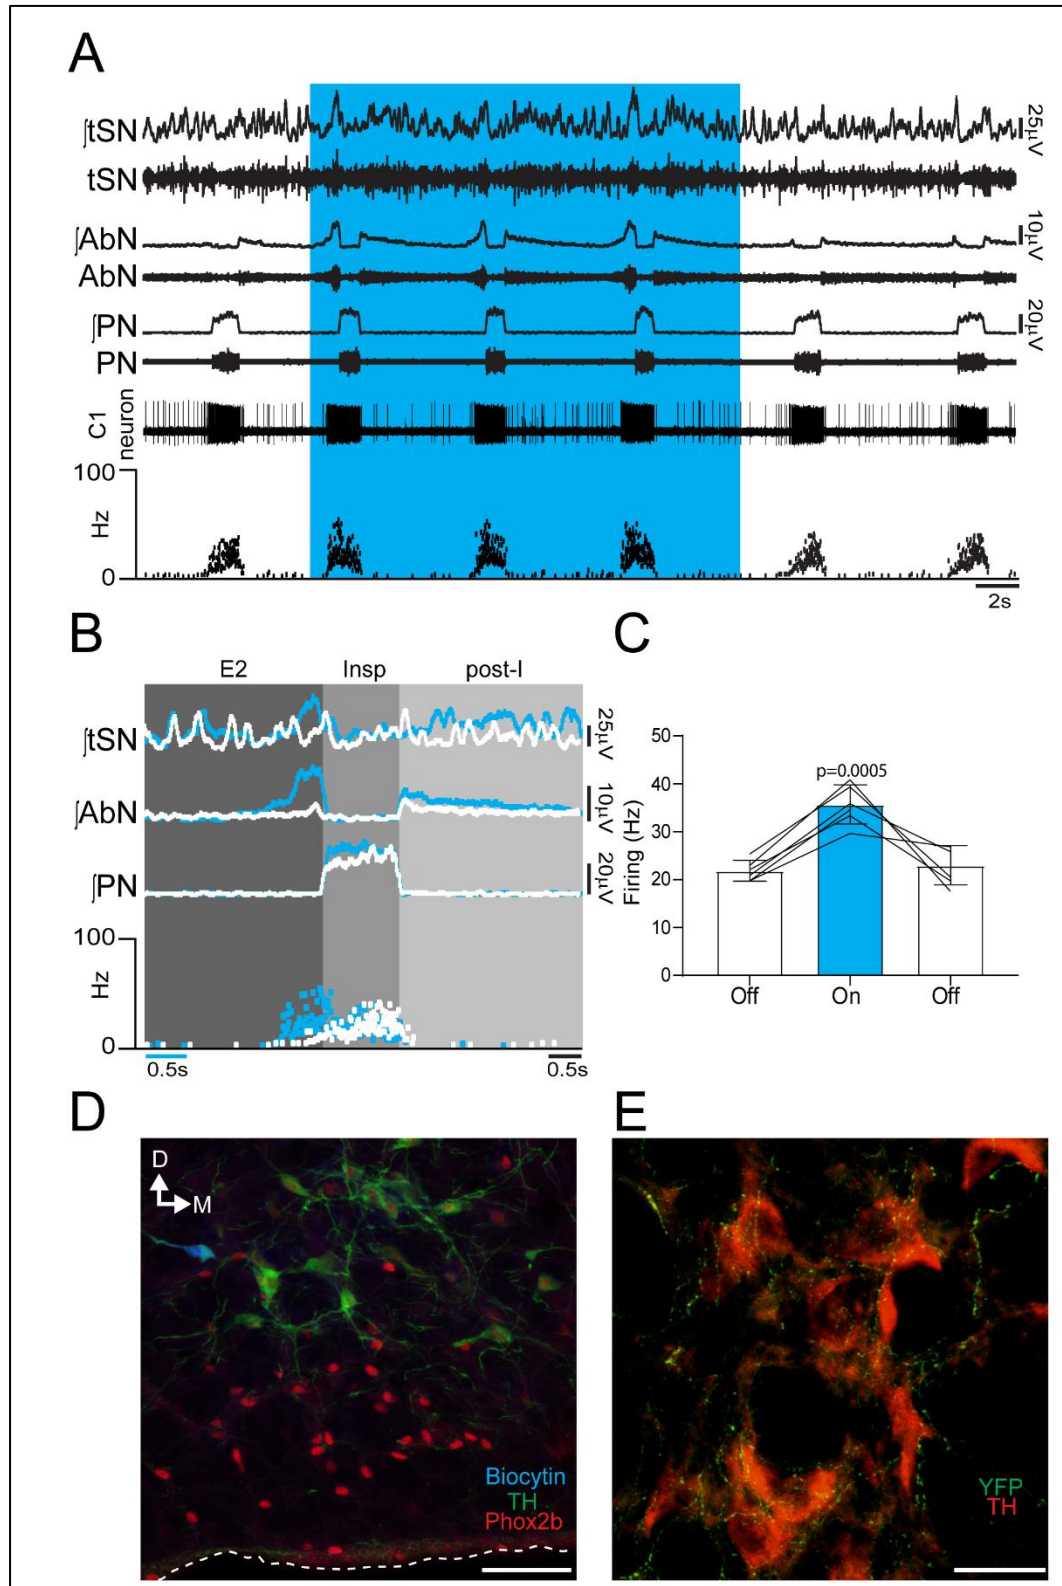 A
∫tSN
25µV
tSN
∫AbN
10µV
AbN
∫PN
20µV
PN
C1
neuron
100
Hz
0
2s
B
E2 Insp post-I
∫tSN
25µV
∫AbN
10µV
∫PN
20µV
100
Hz
0
0.5s 0.5s
C
50
40
30
20
10
0
Firing (Hz)
p=0.0005
Off On Off
D
D
M
Biocytin
TH
Phox2b
E
YFP
TH